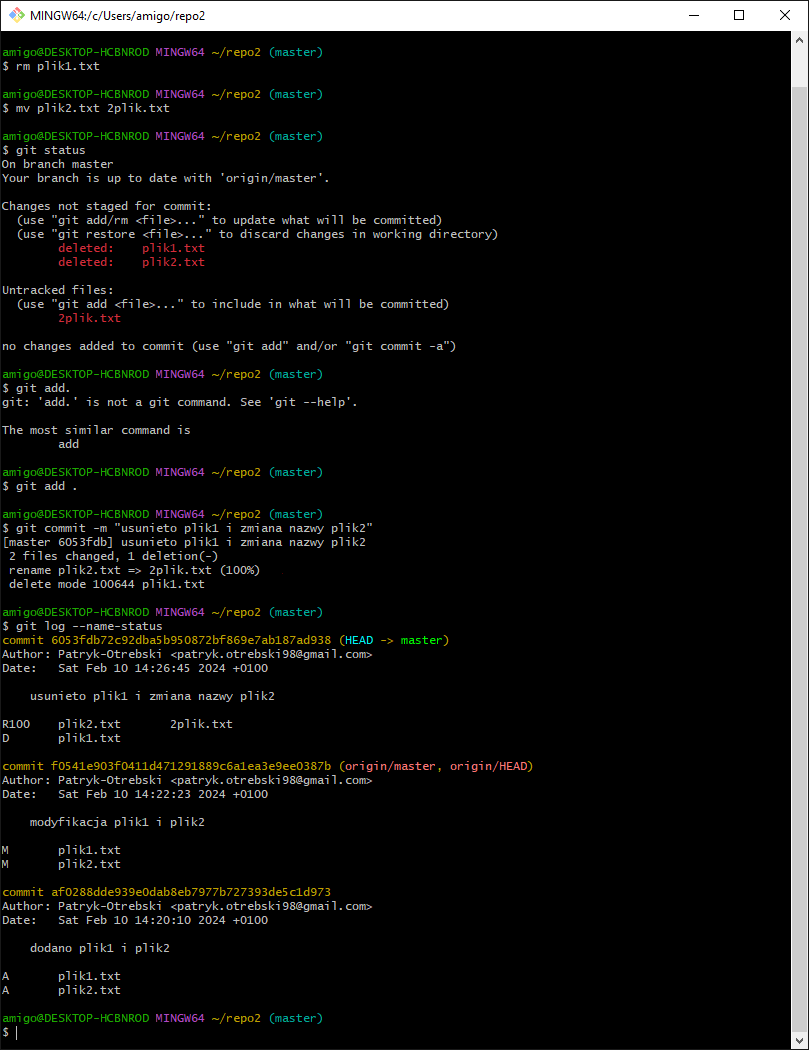 MINGW64:/c/Users/amigo/repo2
amigo@DESKTOP-HCBNROD MINGW64 ~/repo2 (master)
$ rm plik1.txt
amigo@DESKTOP-HCBNROD MINGW64 ~/repo2 (master)
$ mv plik2.txt 2plik.txt
amigo@DESKTOP-HCBNROD MINGW64 ~/repo2 (master)
$ git status
On branch master
Your branch is up to date with 'origin/master'.
Changes not staged for commit:
  (use "git add/rm <file>..." to update what will be committed)
  (use "git restore <file>..." to discard changes in working directory)
        deleted:    plik1.txt
        deleted:    plik2.txt
Untracked files:
  (use "git add <file>..." to include in what will be committed)
        2plik.txt
no changes added to commit (use "git add" and/or "git commit -a")
amigo@DESKTOP-HCBNROD MINGW64 ~/repo2 (master)
$ git add.
git: 'add.' is not a git command. See 'git --help'.
The most similar command is
        add
amigo@DESKTOP-HCBNROD MINGW64 ~/repo2 (master)
$ git add .
amigo@DESKTOP-HCBNROD MINGW64 ~/repo2 (master)
$ git commit -m "usunieto plik1 i zmiana nazwy plik2"
[master 6053fdb] usunieto plik1 i zmiana nazwy plik2
 2 files changed, 1 deletion(-)
 rename plik2.txt => 2plik.txt (100%)
 delete mode 100644 plik1.txt
amigo@DESKTOP-HCBNROD MINGW64 ~/repo2 (master)
$ git log --name-status
commit 6053fdb72c92dba5b950872bf869e7ab187ad938 (HEAD -> master)
Author: Patryk-Otrebski <patryk.otrebski98@gmail.com>
Date:   Sat Feb 10 14:26:45 2024 +0100
    usunieto plik1 i zmiana nazwy plik2
R100    plik2.txt       2plik.txt
D       plik1.txt
commit f0541e903f0411d471291889c6a1ea3e9ee0387b (origin/master, origin/HEAD)
Author: Patryk-Otrebski <patryk.otrebski98@gmail.com>
Date:   Sat Feb 10 14:22:23 2024 +0100
    modyfikacja plik1 i plik2
M       plik1.txt
M       plik2.txt
commit af0288dde939e0dab8eb7977b727393de5c1d973
Author: Patryk-Otrebski <patryk.otrebski98@gmail.com>
Date:   Sat Feb 10 14:20:10 2024 +0100
    dodano plik1 i plik2
A       plik1.txt
A       plik2.txt
amigo@DESKTOP-HCBNROD MINGW64 ~/repo2 (master)
$